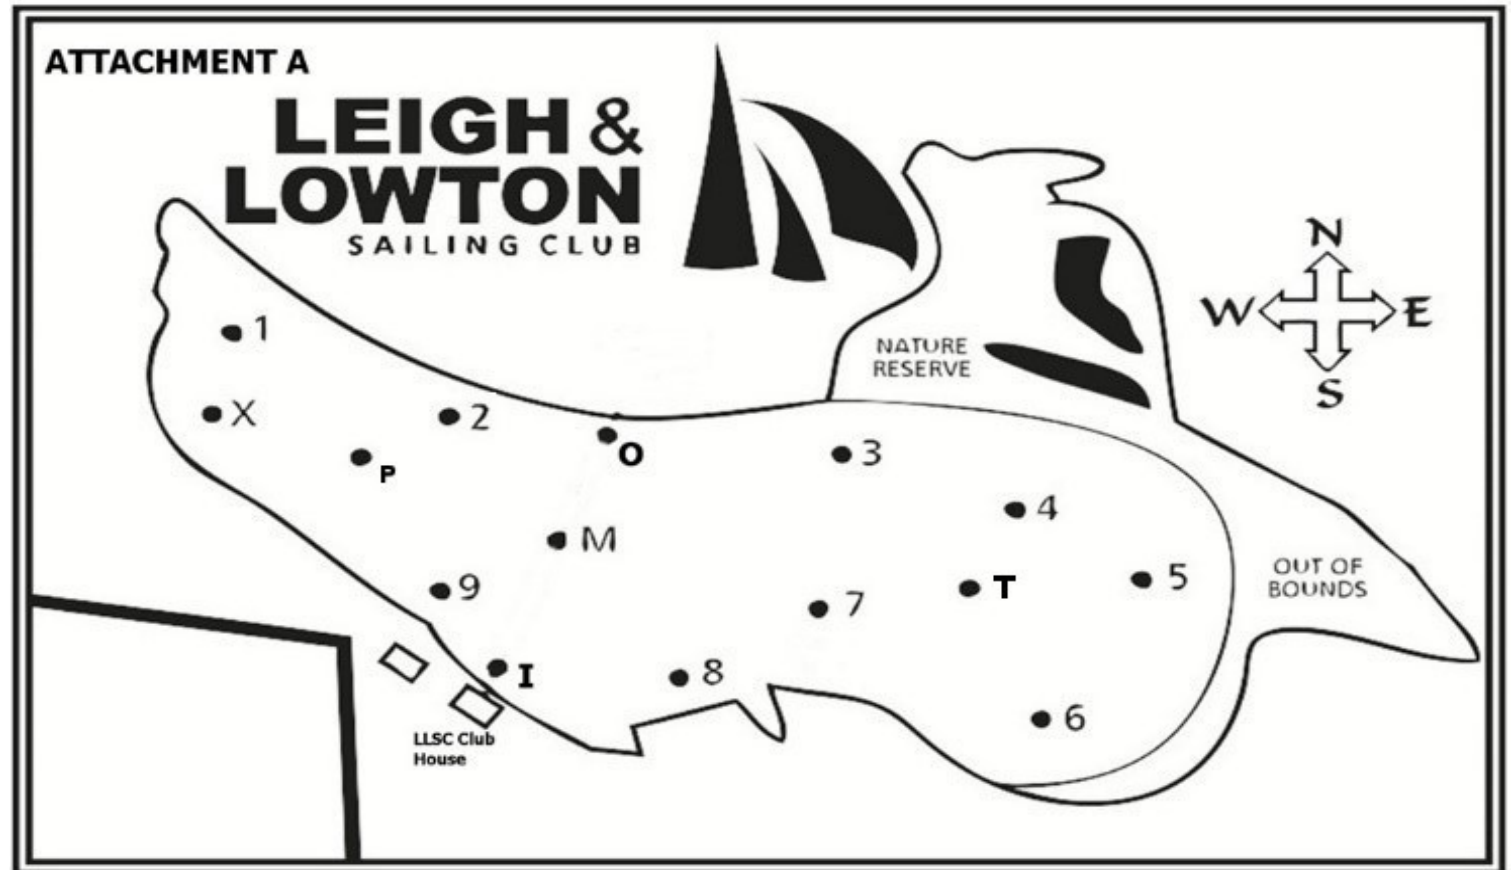 ATTACHMENT A
LEIGH &
LOWTON
SAILING CLUB
N
W E
S
NATURE
RESERVE
1
X
2
P
O
3
4
M
9
7
T
5
OUT OF
BOUNDS
I
8
6
LLSC Club
House